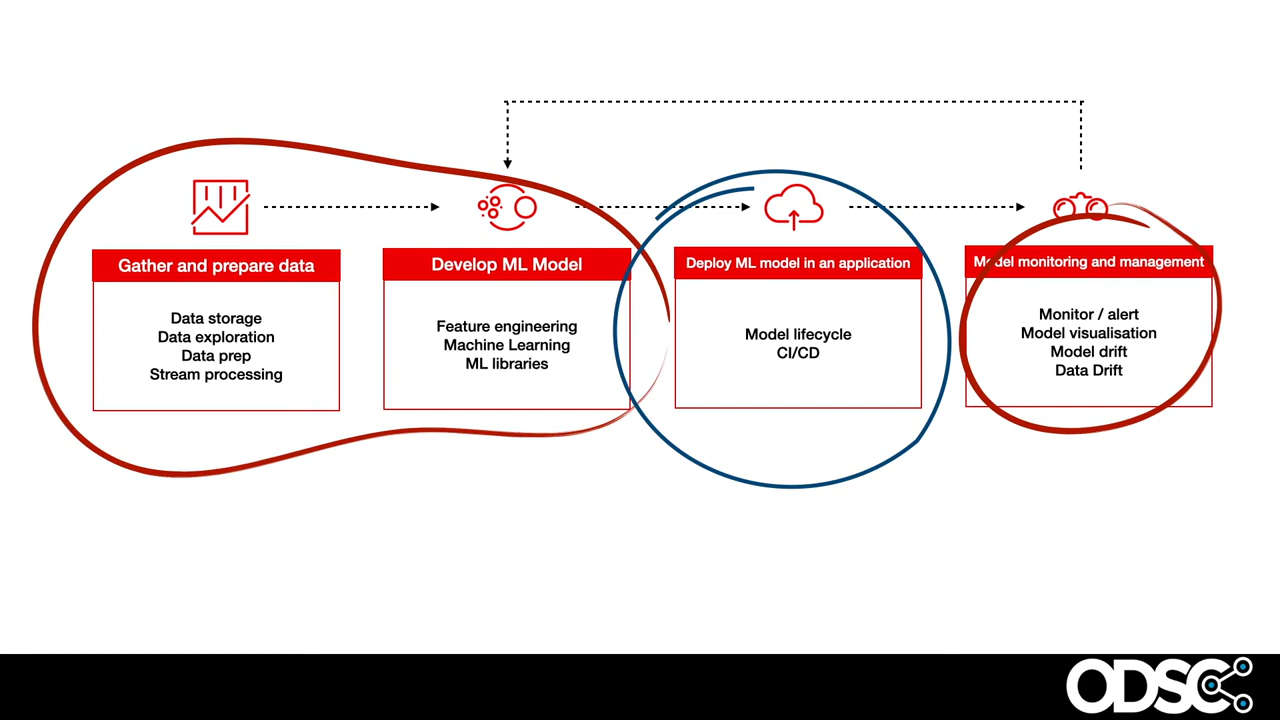 Gather and prepare data
Data storage
Data exploration
Data prep
Stream processing
Develop ML Model
Feature engineering
Machine Learning
ML libraries
Deploy ML model in an application
Model lifecycle
CI/CD
Model monitoring and management
Monitor / alert
Model visualisation
Model drift
Data Drift
ODSC